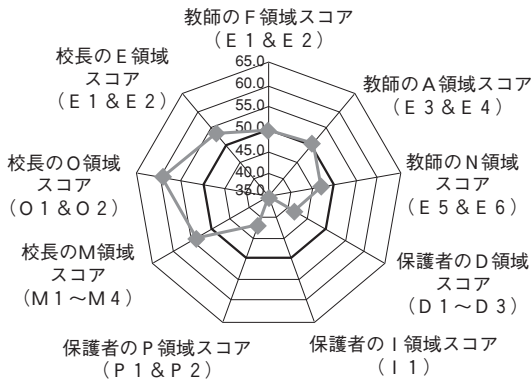 教師のＦ領域スコア
（Ｅ１＆Ｅ２）
校長のＥ領域
スコア
（Ｅ１＆Ｅ２）
65.0
60.0
55.0
50.0
45.0
40.0
35.0
教師のＡ領域スコア
（Ｅ３＆Ｅ４）
校長のＯ領域
スコア
（Ｏ１＆Ｏ２）
教師のＮ領域
スコア
（Ｅ５＆Ｅ６）
校長のＭ領域
スコア
（Ｍ１～Ｍ４）
保護者のＤ領域
スコア
（Ｄ１～Ｄ３）
保護者のＰ領域スコア
（Ｐ１＆Ｐ２）
保護者のＩ領域スコア
（Ｉ１）